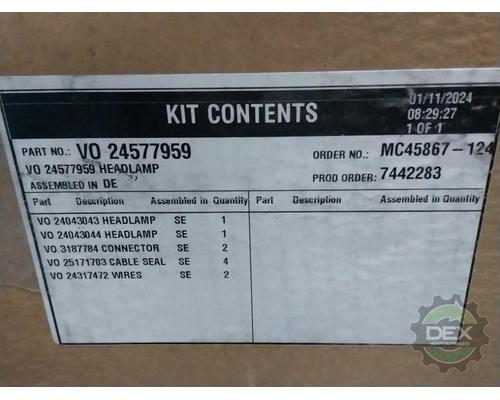 KIT CONTENTS
01/11/2024
08:29:27
1 OF 1
PART NO.: VO 24577959
ORDER NO.: MC45867-124
VO 24577959 HEADLAMP
ASSEMBLED IN DE
PROD ORDER: 7442283
Part Description Assembled in Quantity Part Description Assembled in Quantity
VO 24043043 HEADLAMP SE 1
VO 24043044 HEADLAMP SE 1
VO 3187784 CONNECTOR SE 2
VO 25171703 CABLE SEAL SE 4
VO 24317472 WIRES SE 2
DEX